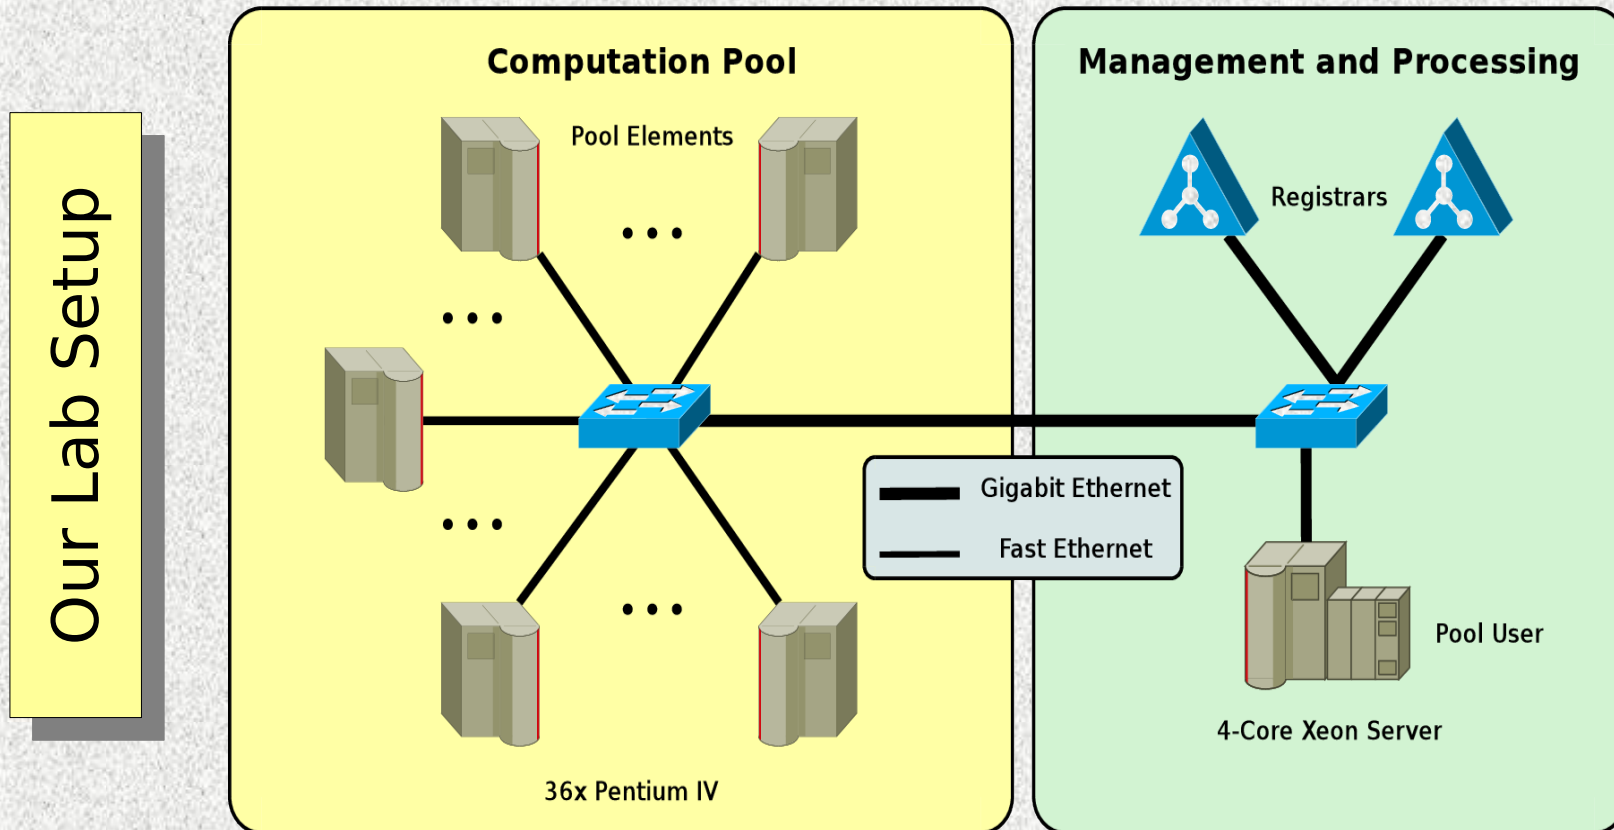 Our Lab Setup
Computation Pool
Pool Elements
...
...
...
...
36x Pentium IV
Management and Processing
Registrars
Gigabit Ethernet
Fast Ethernet
Pool User
4-Core Xeon Server